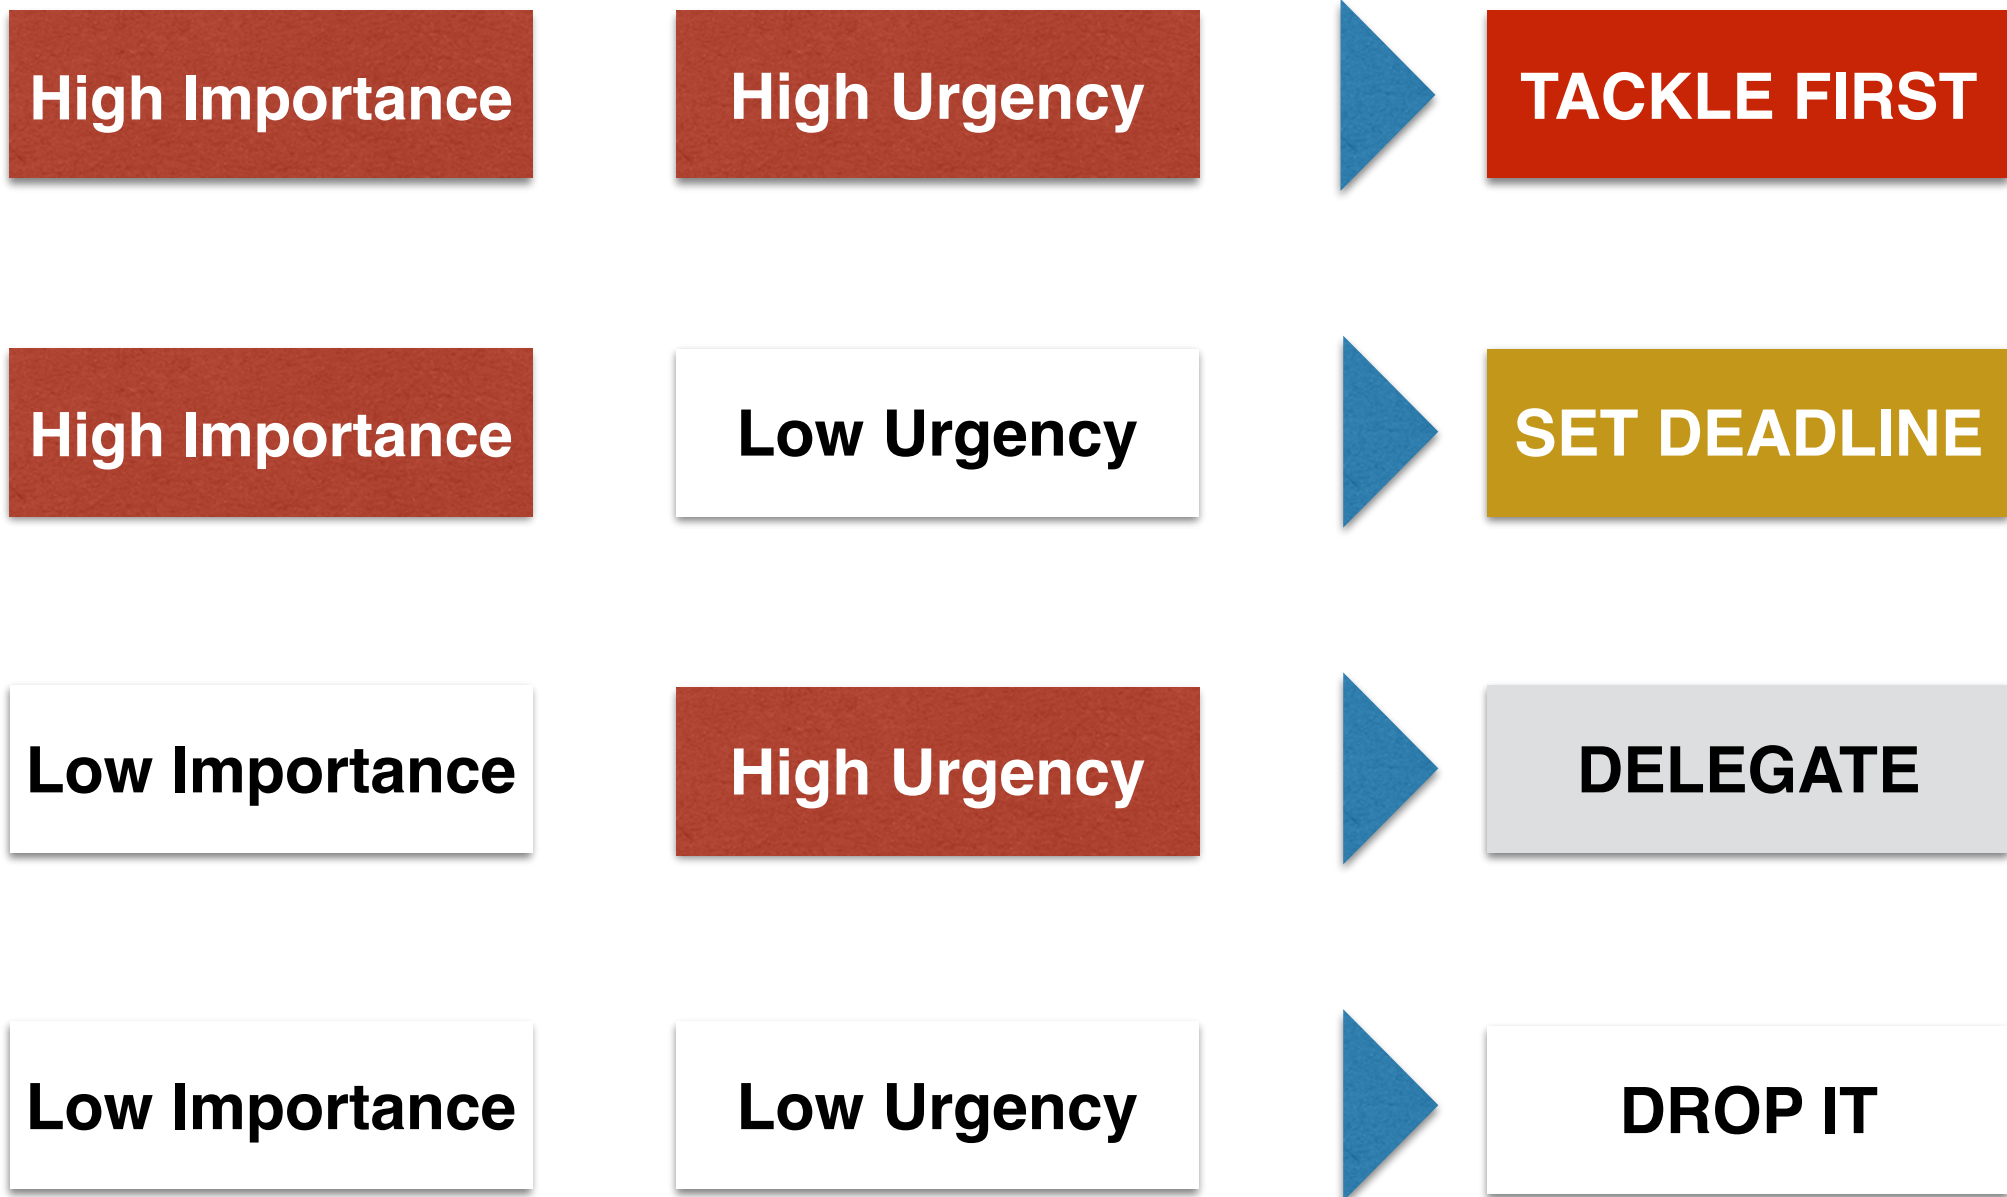 High Importance
High Urgency
TACKLE FIRST
High Importance
Low Urgency
SET DEADLINE
Low Importance
High Urgency
DELEGATE
Low Importance
Low Urgency
DROP IT